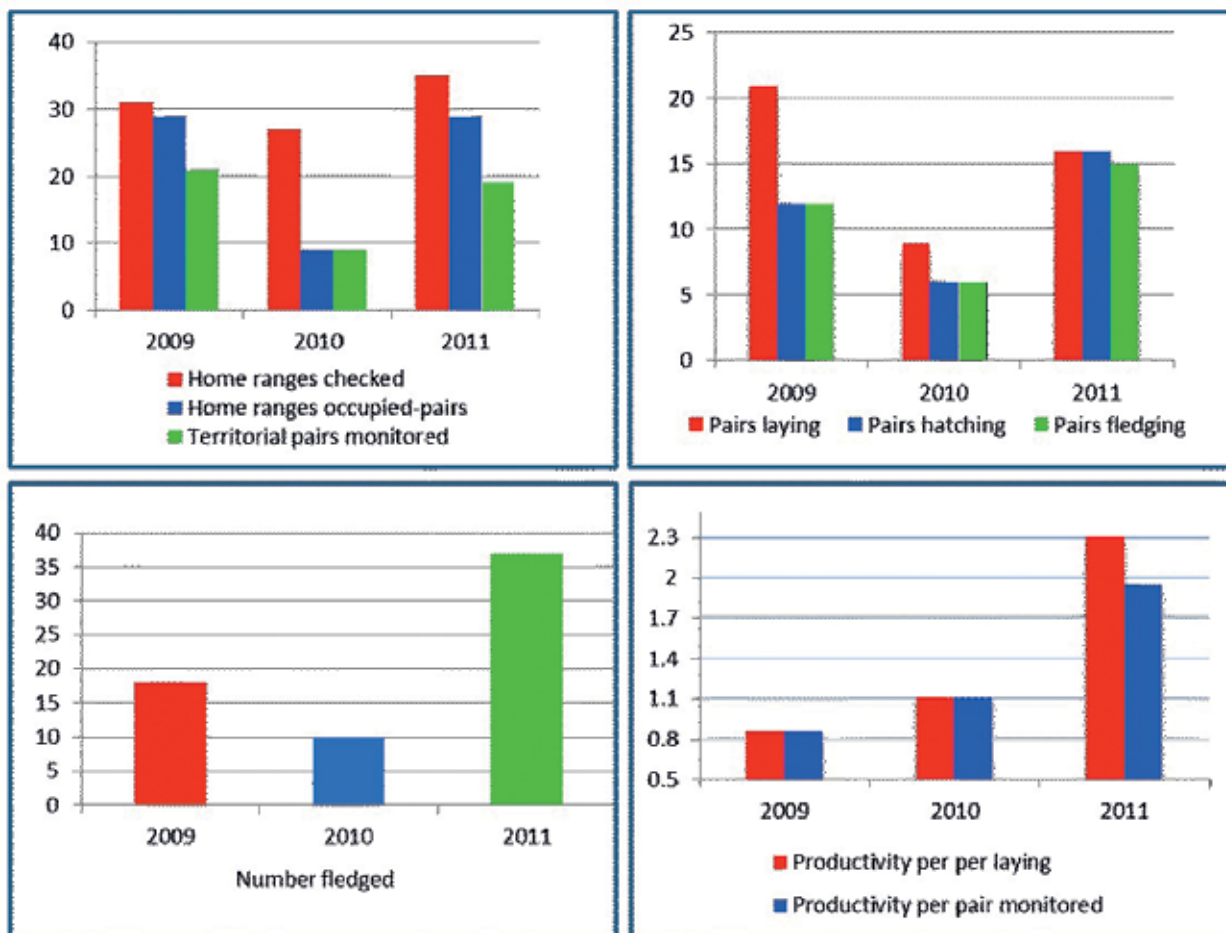 40
30
20
10
0
2009 2010 2011
Home ranges checked
Home ranges occupied-pairs
Territorial pairs monitored
25
20
15
10
5
0
2009 2010 2011
Pairs laying Pairs hatching Pairs fledging
40
35
30
25
20
15
10
5
0
2009 2010 2011
Number fledged
2.3
2
1.7
1.4
1.1
0.8
0.5
2009 2010 2011
Productivity per per laying
Productivity per pair monitored